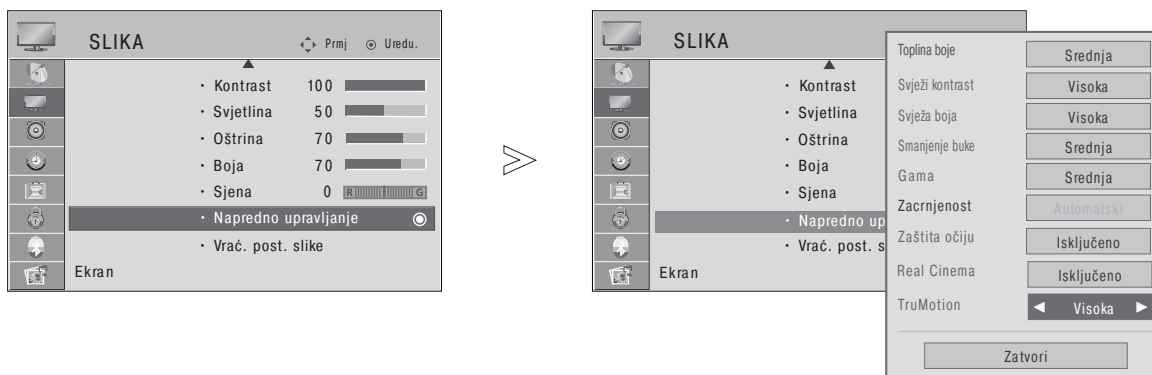 SLIKA
Prmj
Uredu.
• Kontrast 100
• Svjetlina 50
• Oštrina 70
• Boja 70
• Sjena 0 R G
• Napredno upravljanje
• Vrać. post. slike
Ekran
SLIKA
• Kontrast
• Svjetlina
• Oštrina
• Boja
• Sjena
• Napredno up
• Vrać. post. s
Ekran
Toplina boje Srednja
Svježi kontrast Visoka
Svježa boja Visoka
Smanjenje buke Srednja
Gama Srednja
Zacrnjenost Automatski
Zaštita očiju Isključeno
Real Cinema Isključeno
TruMotion Visoka
Zatvori